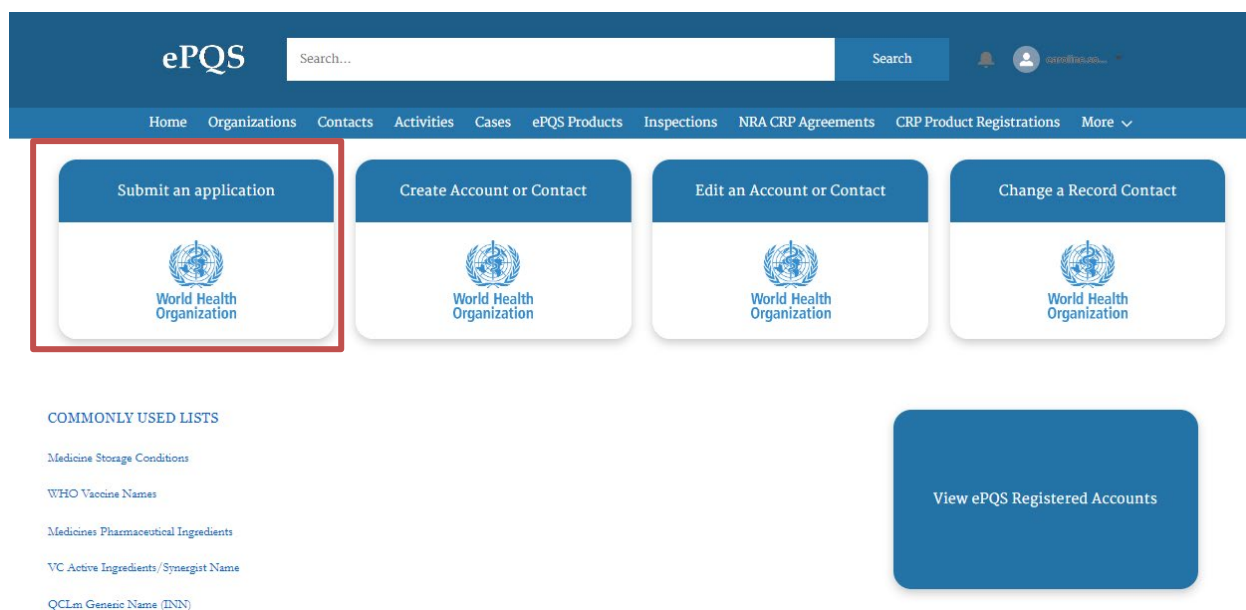 ePQS
Search...
Search
Home Organizations Contacts Activities Cases ePQS Products Inspections NRA CRP Agreements CRP Product Registrations More
Submit an application
World Health
Organization
Create Account or Contact
World Health
Organization
Edit an Account or Contact
World Health
Organization
Change a Record Contact
World Health
Organization
COMMONLY USED LISTS
Medicine Storage Conditions
WHO Vaccine Names
Medicines Pharmaceutical Ingredients
VC Active Ingredients/Synergist Name
QCLm Generic Name (INN)
View ePQS Registered Accounts